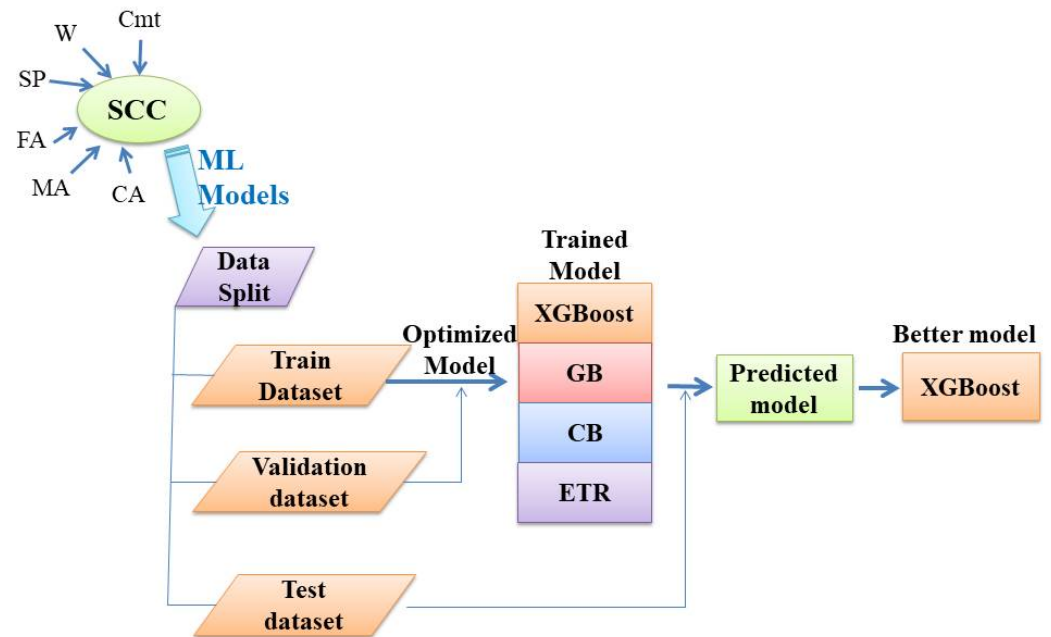 Cmt
W
SP
SCC
FA
MA
CA
ML
Models
Data
Split
Trained
Model
XGBoost
GB
CB
ETR
Optimized
Model
Train
Dataset
Validation
dataset
Test
dataset
Predicted
model
Better model
XGBoost